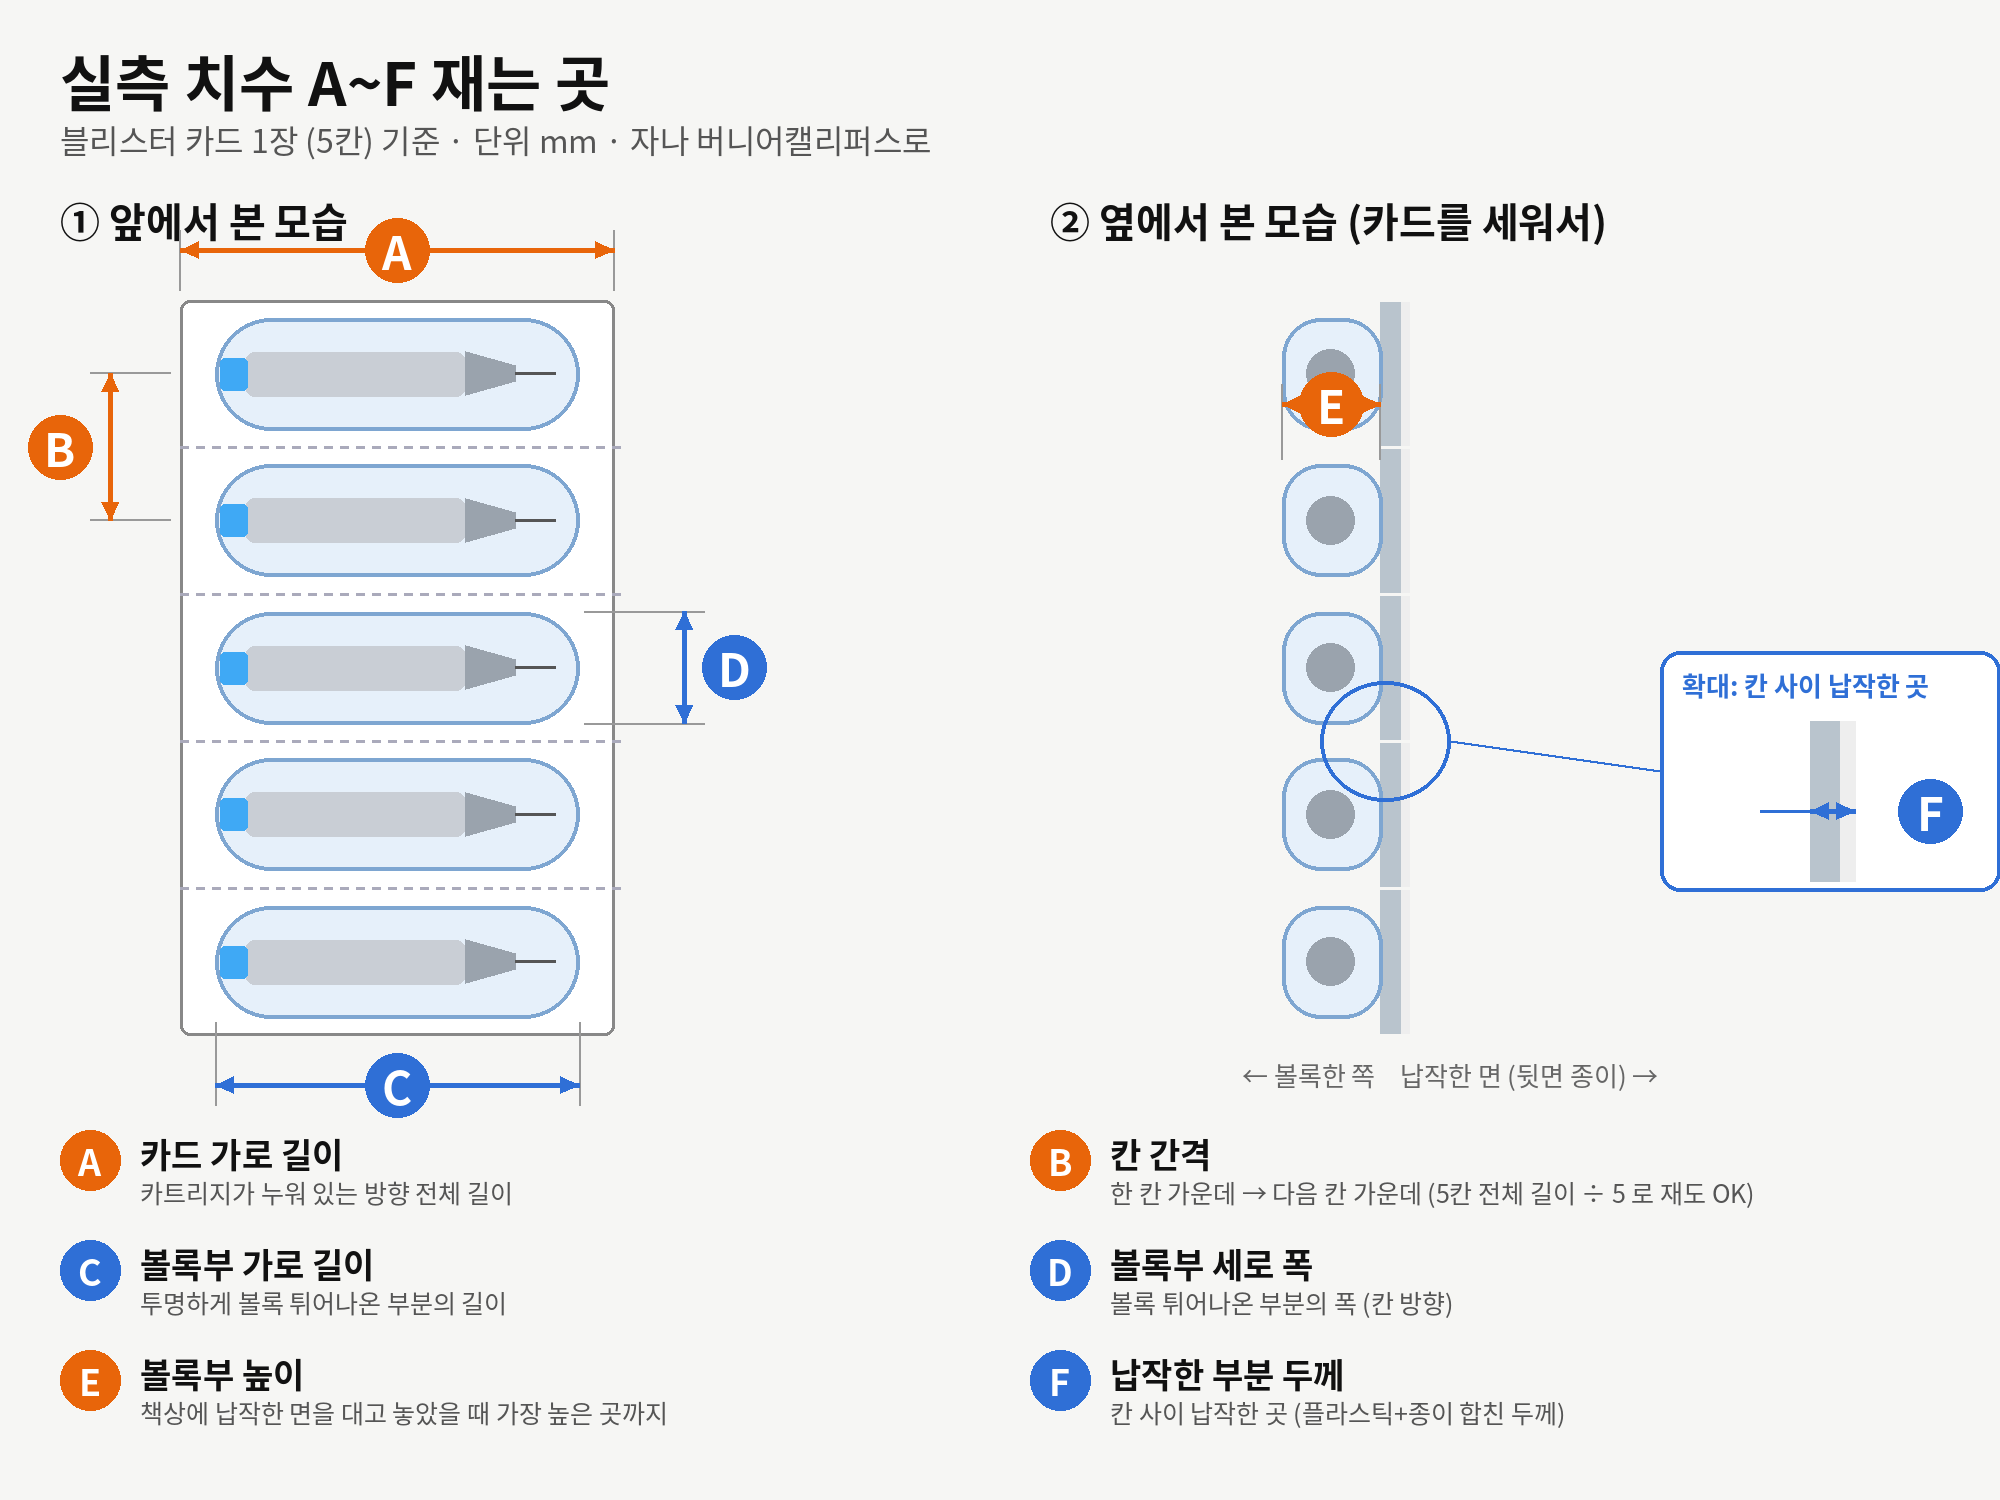 실측 치수 A~F 재는 곳
블리스터 카드 1장 (5칸) 기준 · 단위 mm · 자나 버니어캘리퍼스로
① 앞에서 본 모습
② 옆에서 본 모습 (카드를 세워서)
A
E
B
D
확대: 칸 사이 납작한 곳
F
← 볼록한 쪽
납작한 면 (뒷면 종이) →
C
A 카드 가로 길이
카트리지가 누워 있는 방향 전체 길이
B 칸 간격
한 칸 가운데 → 다음 칸 가운데 (5칸 전체 길이 ÷ 5 로 재도 OK)
C 볼록부 가로 길이
투명하게 볼록 튀어나온 부분의 길이
D 볼록부 세로 폭
볼록 튀어나온 부분의 폭 (칸 방향)
E 볼록부 높이
책상에 납작한 면을 대고 놓았을 때 가장 높은 곳까지
F 납작한 부분 두께
칸 사이 납작한 곳 (플라스틱+종이 합친 두께)